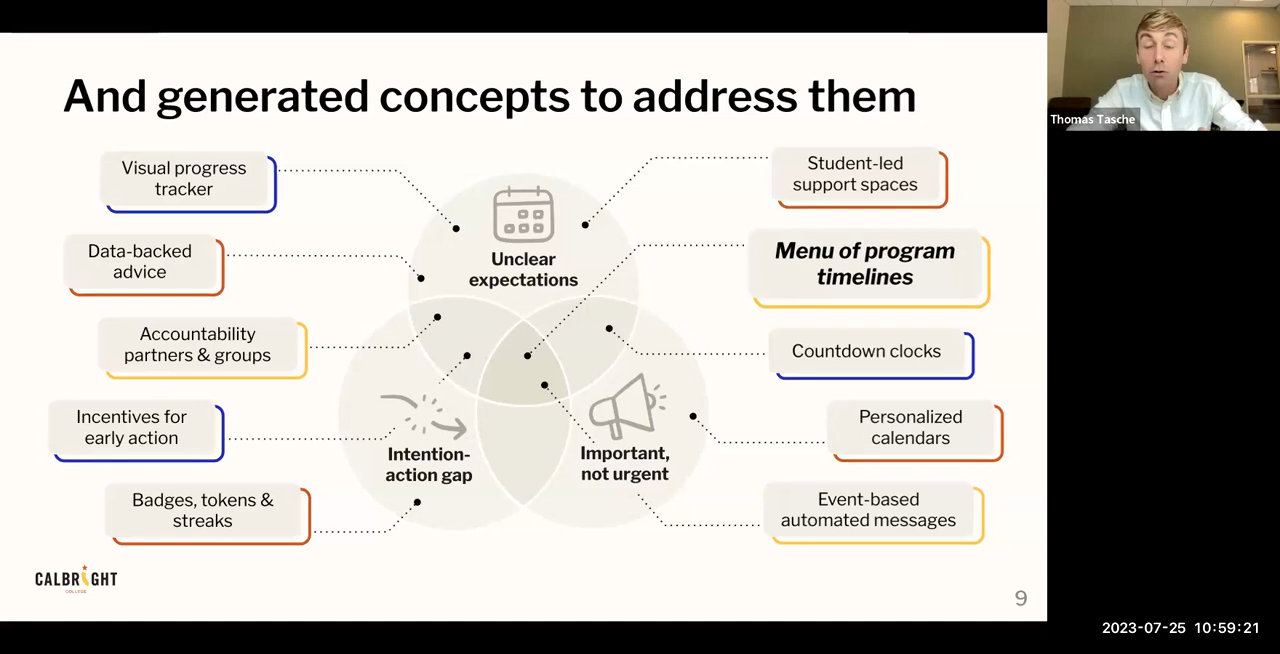 And generated concepts to address them
Thomas Tasche
Visual progress
tracker
Data-backed
advice
Accountability
partners & groups
Incentives for
early action
Badges, tokens &
streaks
Unclear
expectations
Intention-
action gap
Important,
not urgent
Student-led
support spaces
Menu of program
timelines
Countdown clocks
Personalized
calendars
Event-based
automated messages
CALBRIGHT
COLLEGE
9
2023-07-25 10:59:21